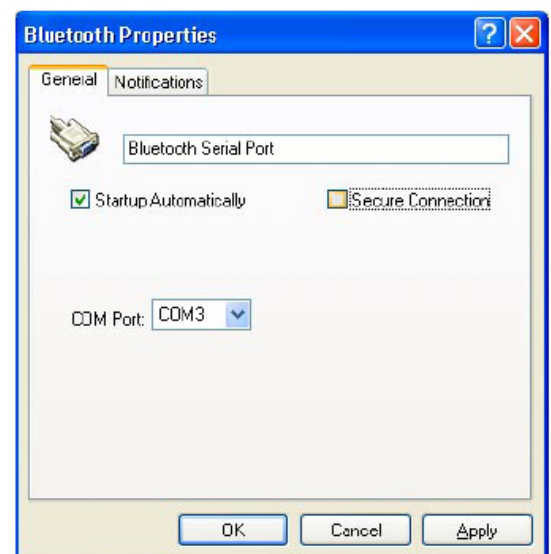 Bluetooth Properties
General Notifications
Bluetooth Serial Port
Startup Automatically Secure Connection
COM Port: COM3
OK Cancel Apply